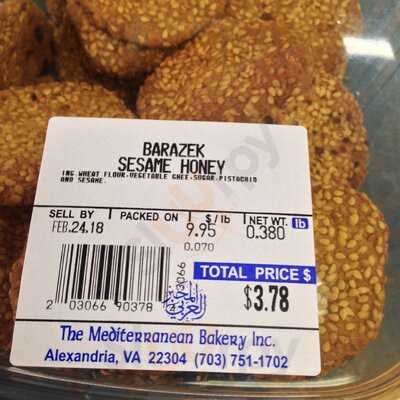 BARAZEK
SESAME HONEY
ING WHEAT FLOUR.VEGETABLE GHEE.SUGAR.PISTACHIO
AND SESAME.
SELL BY PACKED ON $/lb NET WT. lb
FEB.24.18 9.95 0.380
0.070
TOTAL PRICE $
$3.78
203066
2 03066 90378
The Mediterranean Bakery Inc.
Alexandria, VA 22304 (703) 751-1702